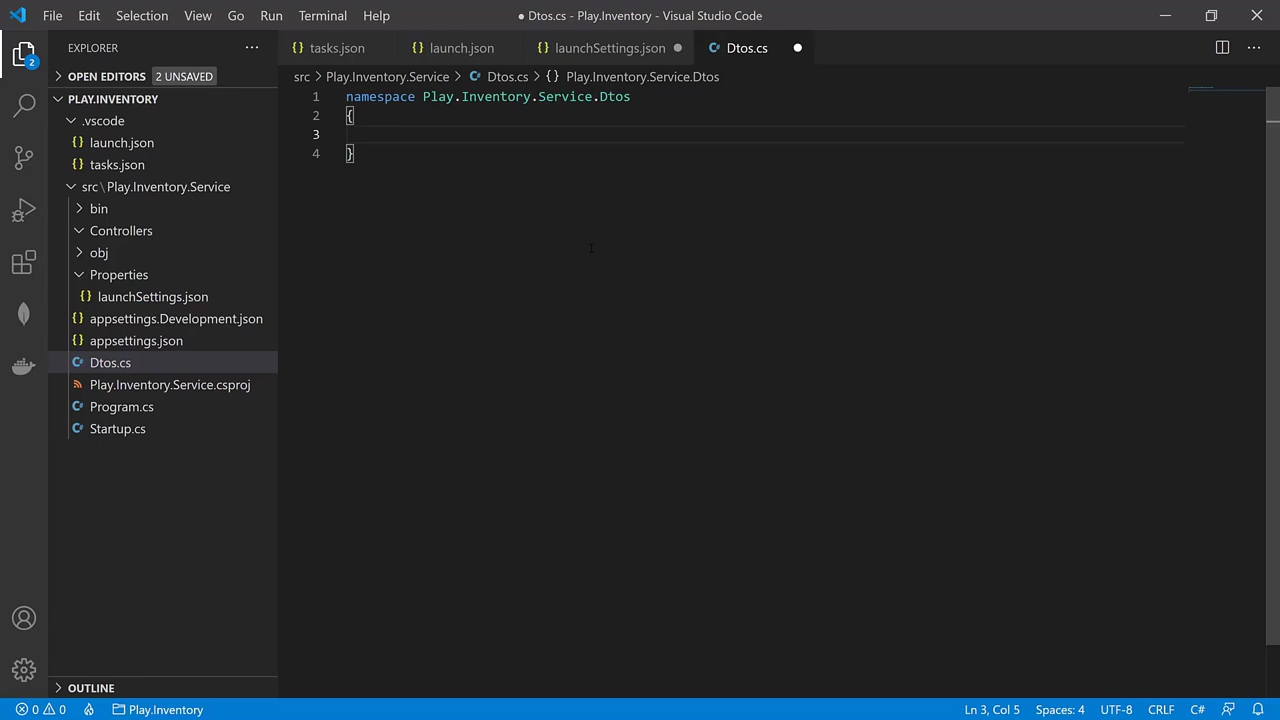 File Edit Selection View Go Run Terminal Help ● Dtos.cs - Play.Inventory - Visual Studio Code
EXPLORER
OPEN EDITORS 2 UNSAVED
PLAY.INVENTORY
.vscode
{} launch.json
{} tasks.json
src\Play.Inventory.Service
bin
Controllers
obj
Properties
{} launchSettings.json
{} appsettings.Development.json
{} appsettings.json
C# Dtos.cs
Play.Inventory.Service.csproj
C# Program.cs
C# Startup.cs
OUTLINE
2
{} tasks.json {} launch.json {} launchSettings.json ● C# Dtos.cs ●
src > Play.Inventory.Service > C# Dtos.cs > {} Play.Inventory.Service.Dtos
1 namespace Play.Inventory.Service.Dtos
2 {
3
4 }
0 0 Play.Inventory Ln 3, Col 5 Spaces: 4 UTF-8 CRLF C#